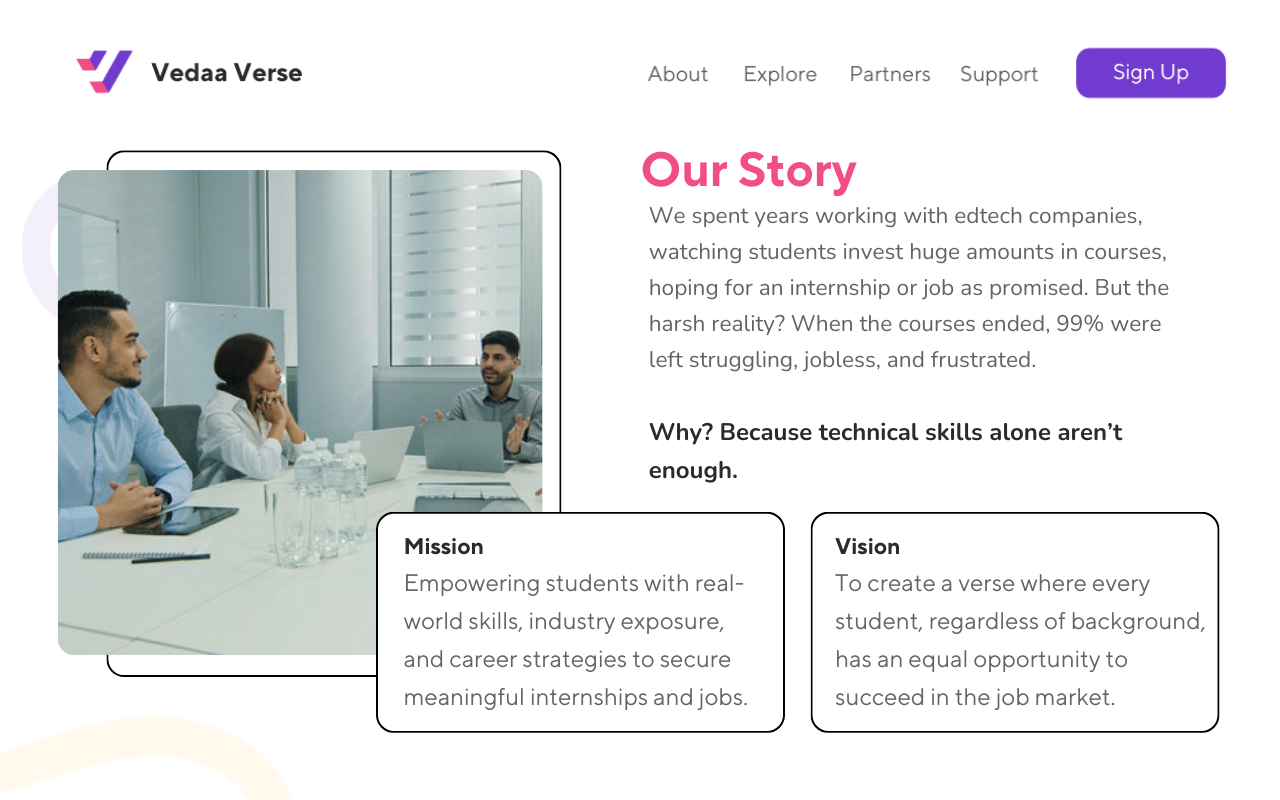 Vedaa Verse
About Explore Partners Support Sign Up
Our Story
We spent years working with edtech companies,
watching students invest huge amounts in courses,
hoping for an internship or job as promised. But the
harsh reality? When the courses ended, 99% were
left struggling, jobless, and frustrated.
Why? Because technical skills alone aren’t
enough.
Mission
Empowering students with real-
world skills, industry exposure,
and career strategies to secure
meaningful internships and jobs.
Vision
To create a verse where every
student, regardless of background,
has an equal opportunity to
succeed in the job market.